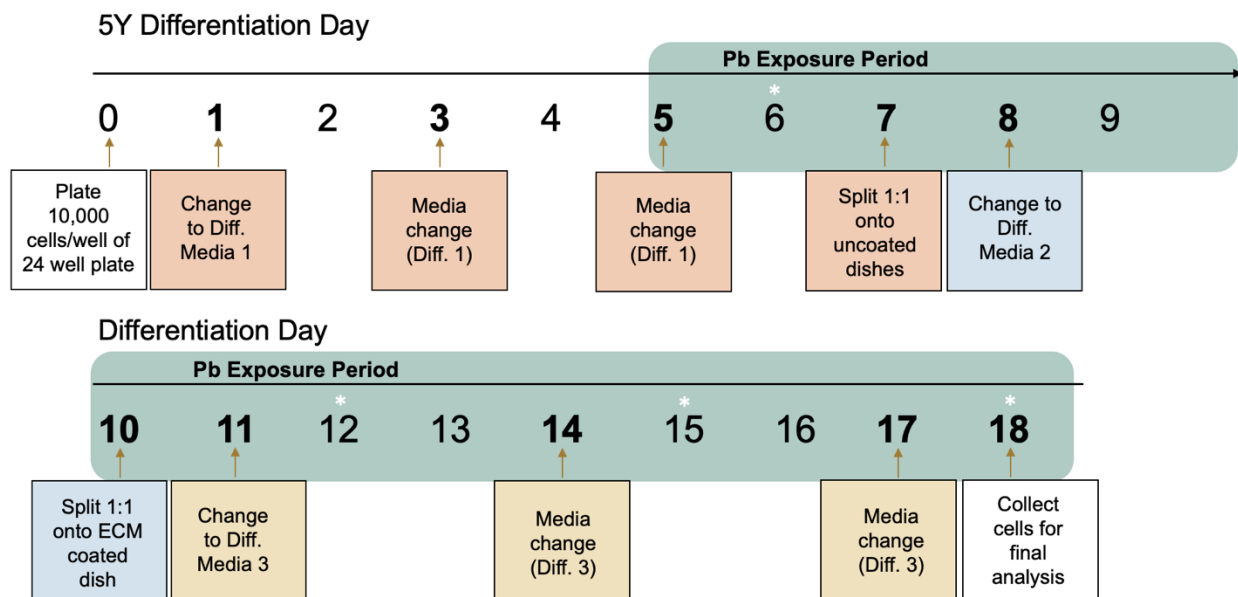 5Y Differentiation Day
Pb Exposure Period
*
0 1 2 3 4 5 6 7 8 9
Plate
10,000
cells/well of
24 well plate
Change
to Diff.
Media 1
Media
change
(Diff. 1)
Media
change
(Diff. 1)
Split 1:1
onto
uncoated
dishes
Change to
Diff.
Media 2
Differentiation Day
Pb Exposure Period
* * *
10 11 12 13 14 15 16 17 18
Split 1:1
onto ECM
coated
dish
Change
to Diff.
Media 3
Media
change
(Diff. 3)
Media
change
(Diff. 3)
Collect
cells for
final
analysis